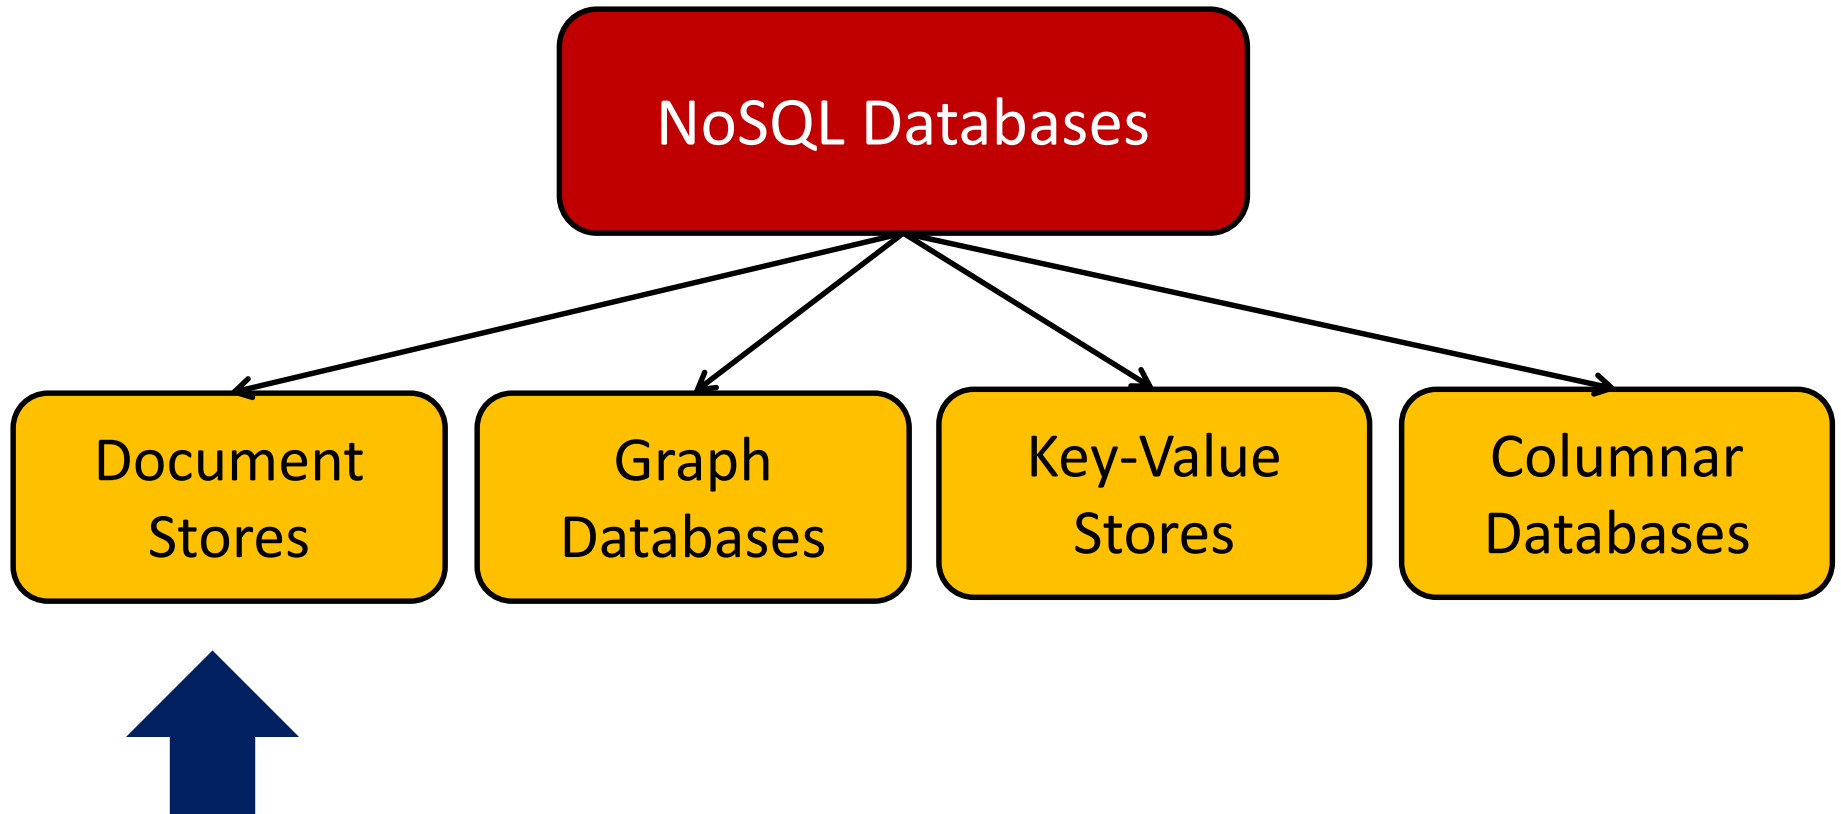 NoSQL Databases
Document
Stores
Graph
Databases
Key-Value
Stores
Columnar
Databases